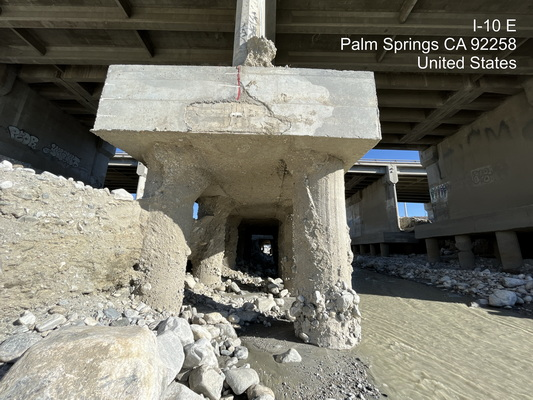 I-10 E
Palm Springs CA 92258
United States